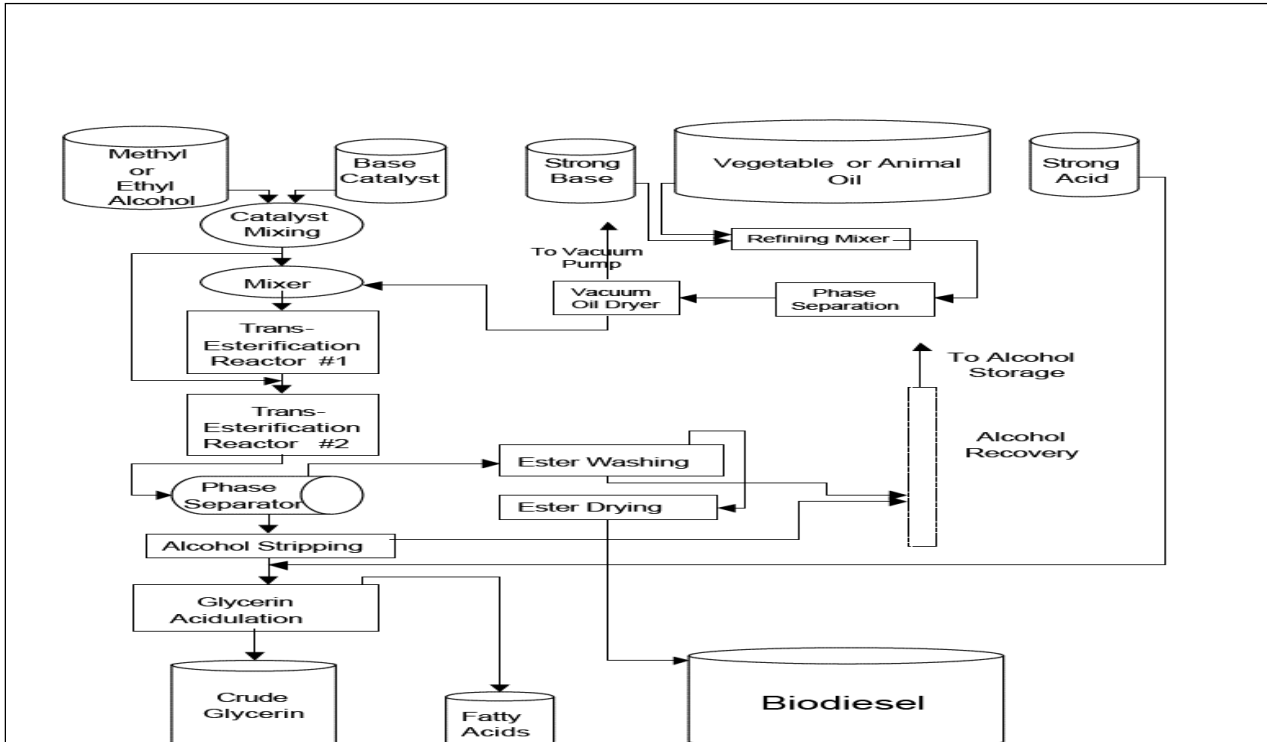 Methyl
or
Ethyl
Alcohol
Base
Catalyst
Strong
Base
Vegetable or Animal
Oil
Strong
Acid
Catalyst
Mixing
Refining Mixer
To Vacuum
Pump
Mixer
Vacuum
Oil Dryer
Phase
Separation
Trans-
Esterification
Reactor #1
To Alcohol
Storage
Trans-
Esterification
Reactor #2
Alcohol
Recovery
Ester Washing
Phase
Separator
Ester Drying
Alcohol Stripping
Glycerin
Acidulation
Crude
Glycerin
Fatty
Acids
Biodiesel